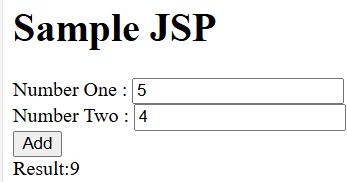 Sample JSP
Number One : 5
Number Two : 4
Add
Result:9